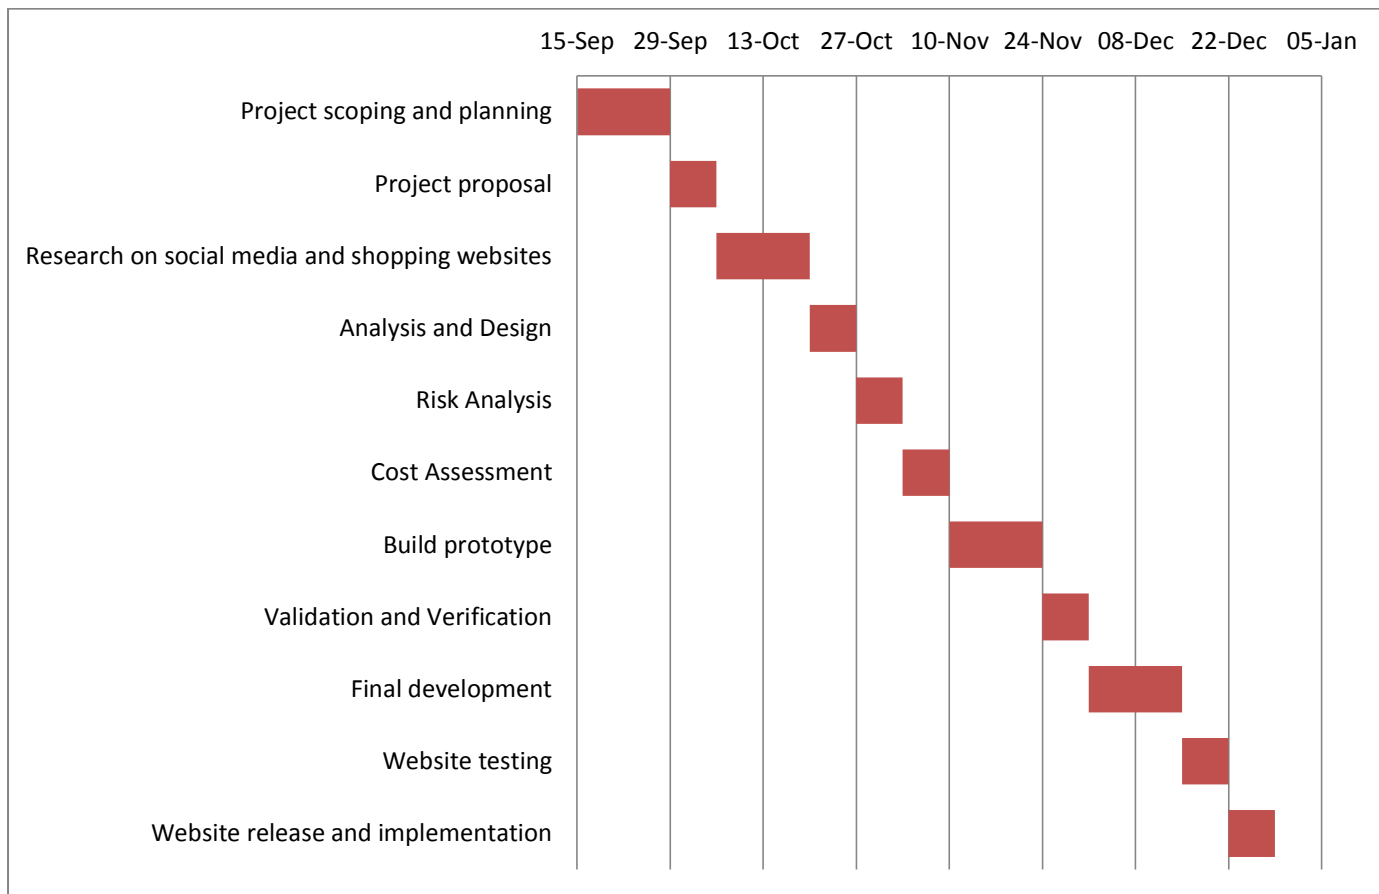 15-Sep 29-Sep 13-Oct 27-Oct 10-Nov 24-Nov 08-Dec 22-Dec 05-Jan
Project scoping and planning
Project proposal
Research on social media and shopping websites
Analysis and Design
Risk Analysis
Cost Assessment
Build prototype
Validation and Verification
Final development
Website testing
Website release and implementation